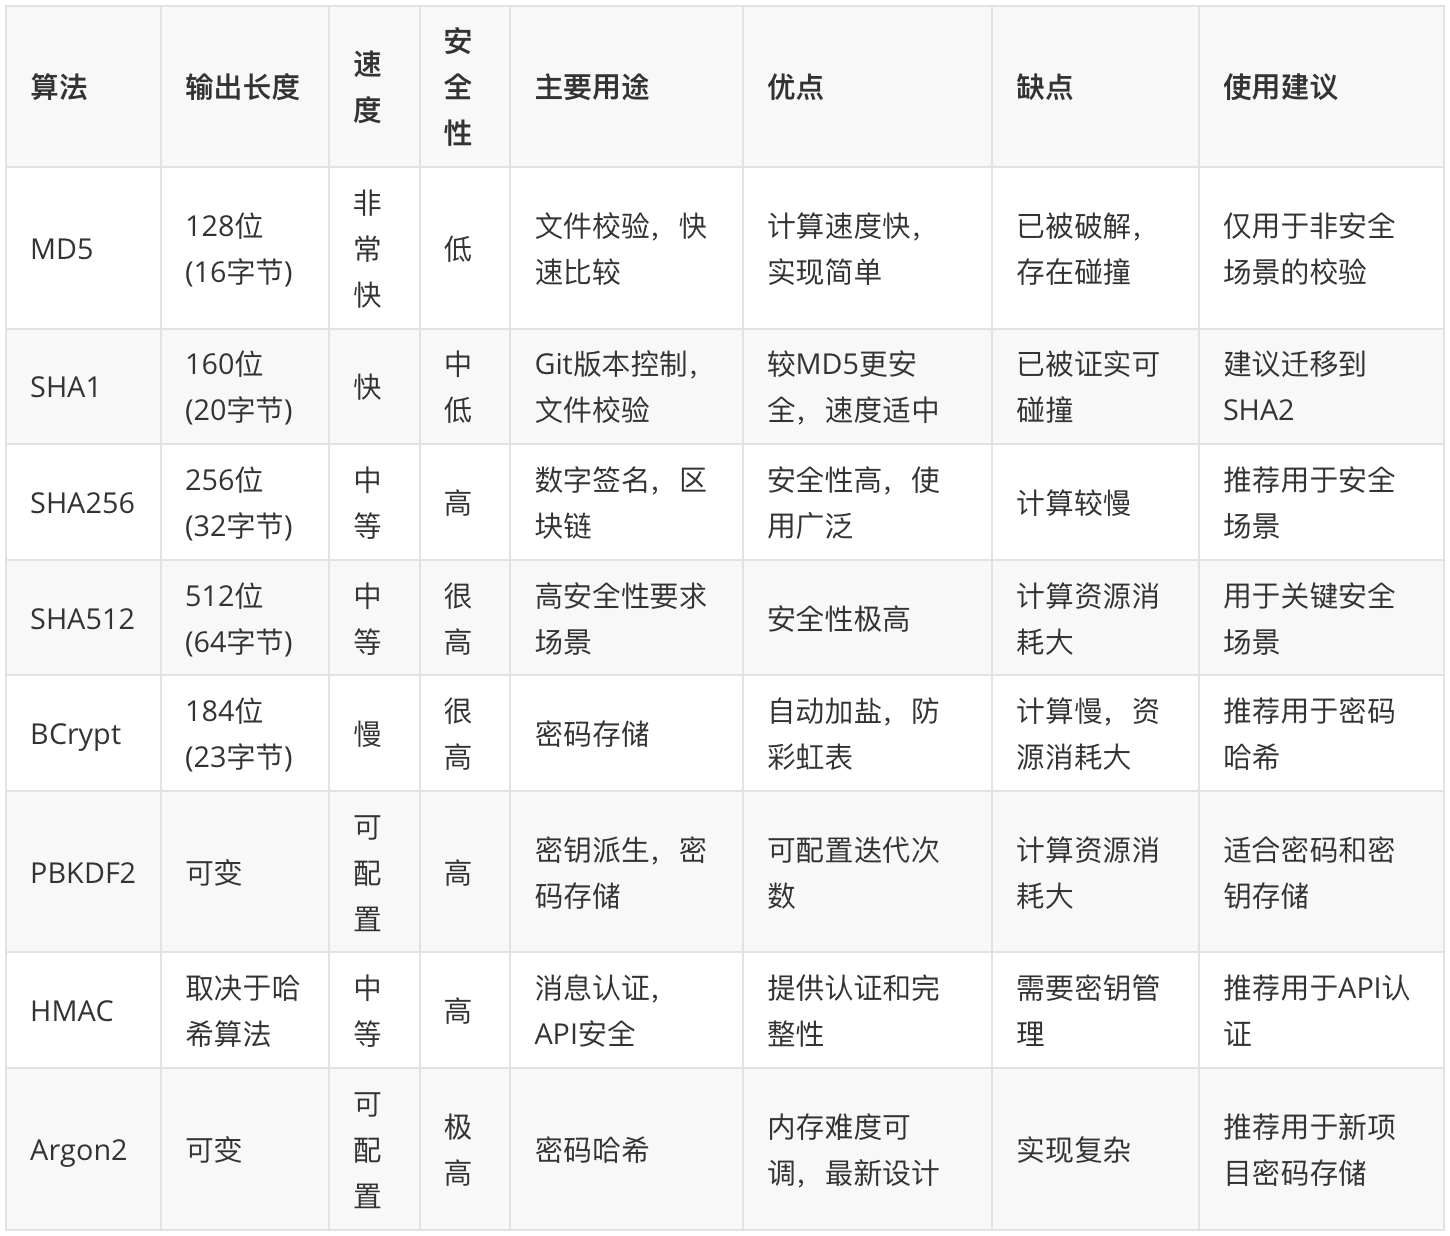 算法 输出长度 速度 安全性 主要用途 优点 缺点 使用建议
MD5
128位
(16字节)
非
常
快
低
文件校验，快
速比较
计算速度快，
实现简单
已被破解，
存在碰撞
仅用于非安全
场景的校验
SHA1
160位
(20字节)
快
中
低
Git版本控制，
文件校验
较MD5更安
全，速度适中
已被证实可
碰撞
建议迁移到
SHA2
SHA256
256位
(32字节)
中
等
高
数字签名，区
块链
安全性高，使
用广泛
计算较慢
推荐用于安全
场景
SHA512
512位
(64字节)
中
等
很
高
高安全性要求
场景
安全性极高
计算资源消
耗大
用于关键安全
场景
BCrypt
184位
(23字节)
慢
很
高
密码存储
自动加盐，防
彩虹表
计算慢，资
源消耗大
推荐用于密码
哈希
PBKDF2
可变
可
配
置
高
密钥派生，密
码存储
可配置迭代次
数
计算资源消
耗大
适合密码和密
钥存储
HMAC
取决于哈
希算法
中
等
高
消息认证，
API安全
提供认证和完
整性
需要密钥管
理
推荐用于API认
证
Argon2
可变
可
配
置
极
高
密码哈希
内存难度可
调，最新设计
实现复杂
推荐用于新项
目密码存储